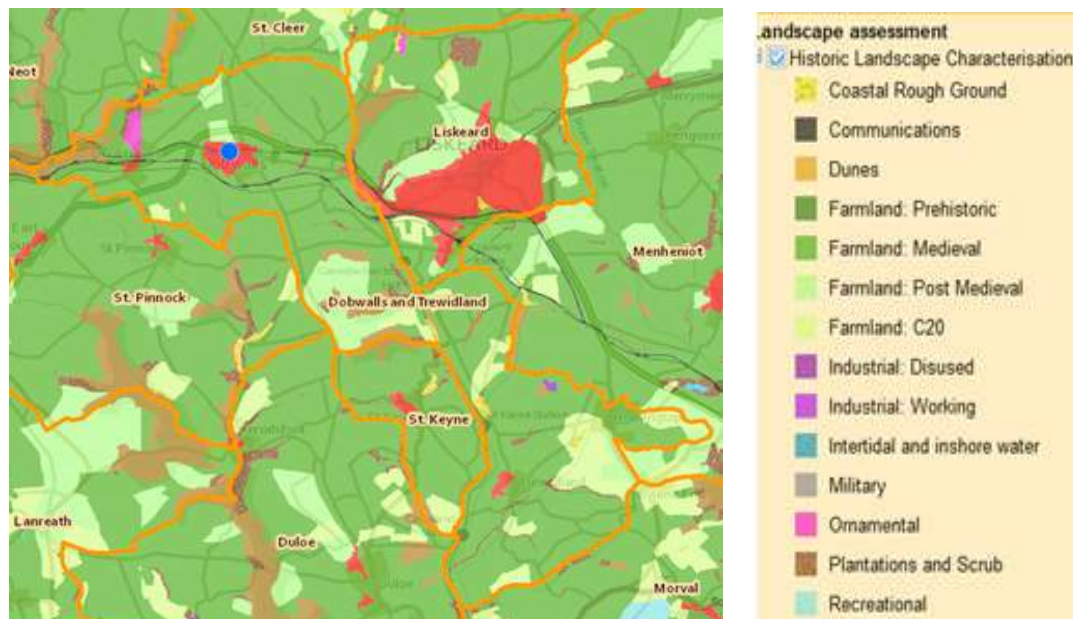 St. Cleer
Neot
Liskeard
LISKEARD
Menheniot
St. Pinnock
Dobwalls and Trewidland
St. Keyne
Lanreath
Duloe
Duloe
Morval
.andscape assessment
Historic Landscape Characterisation
Coastal Rough Ground
Communications
Dunes
Farmland: Prehistoric
Farmland: Medieval
Farmland: Post Medieval
Farmland: C20
Industrial: Disused
Industrial: Working
Intertidal and inshore water
Military
Ornamental
Plantations and Scrub
Recreational